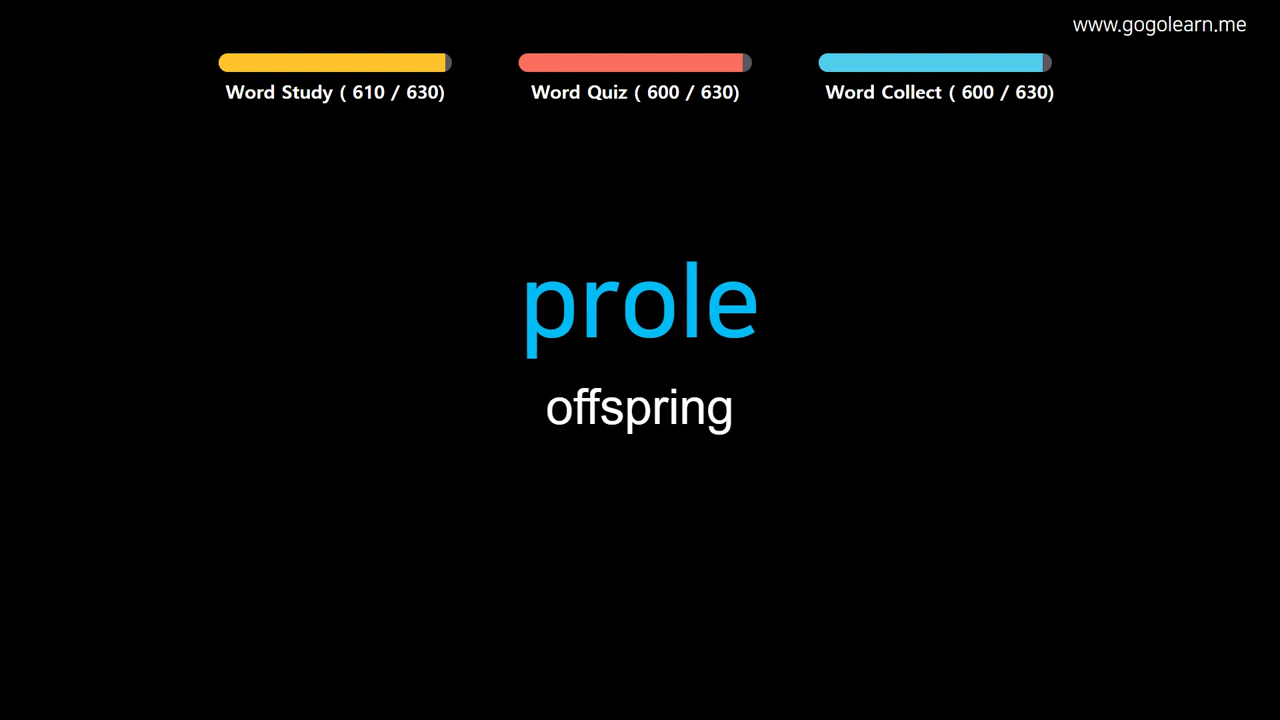 www.gogolearn.me
Word Study ( 610 / 630)
Word Quiz ( 600 / 630)
Word Collect ( 600 / 630)
prole
offspring